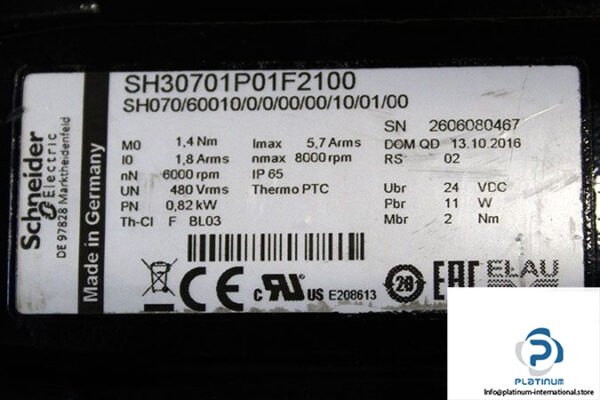 Schneider
Electric
DE 97828 Marktheidenfeld
Made in Germany
SH30701P01F2100
SH070/60010/0/0/00/00/10/01/00
SN 2606080467
M0 1,4 Nm Imax 5,7 Arms DOM QD 13.10.2016
I0 1,8 Arms nmax 8000 rpm RS 02
nN 6000 rpm IP 65
UN 480 Vrms Thermo PTC Ubr 24 VDC
PN 0,82 kW Pbr 11 W
Th-Cl F BL03 Mbr 2 Nm
CE c RU US E208613 20 EAC ELAU
PLATINUM
Info@platinum-international.store